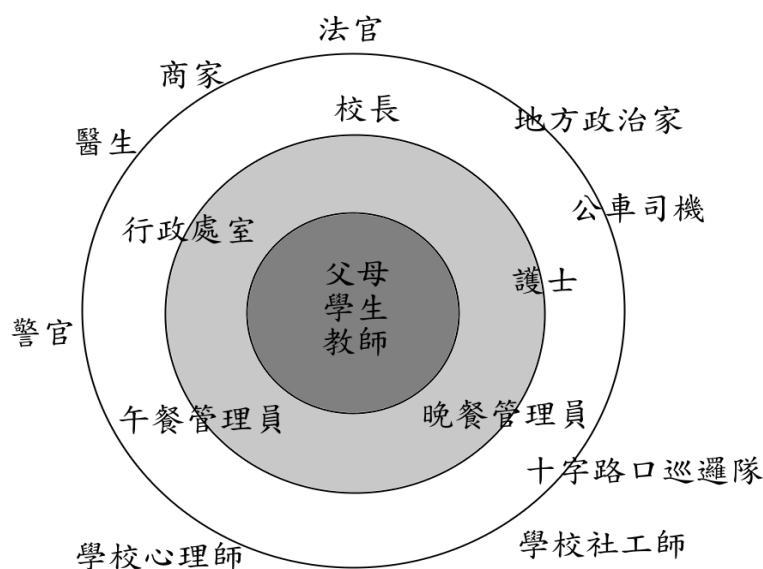 法官
商家
校長
地方政治家
醫生
公車司機
行政處室
護士
父母
學生
教師
警官
午餐管理員
晚餐管理員
十字路口巡邏隊
學校社工師
學校心理師